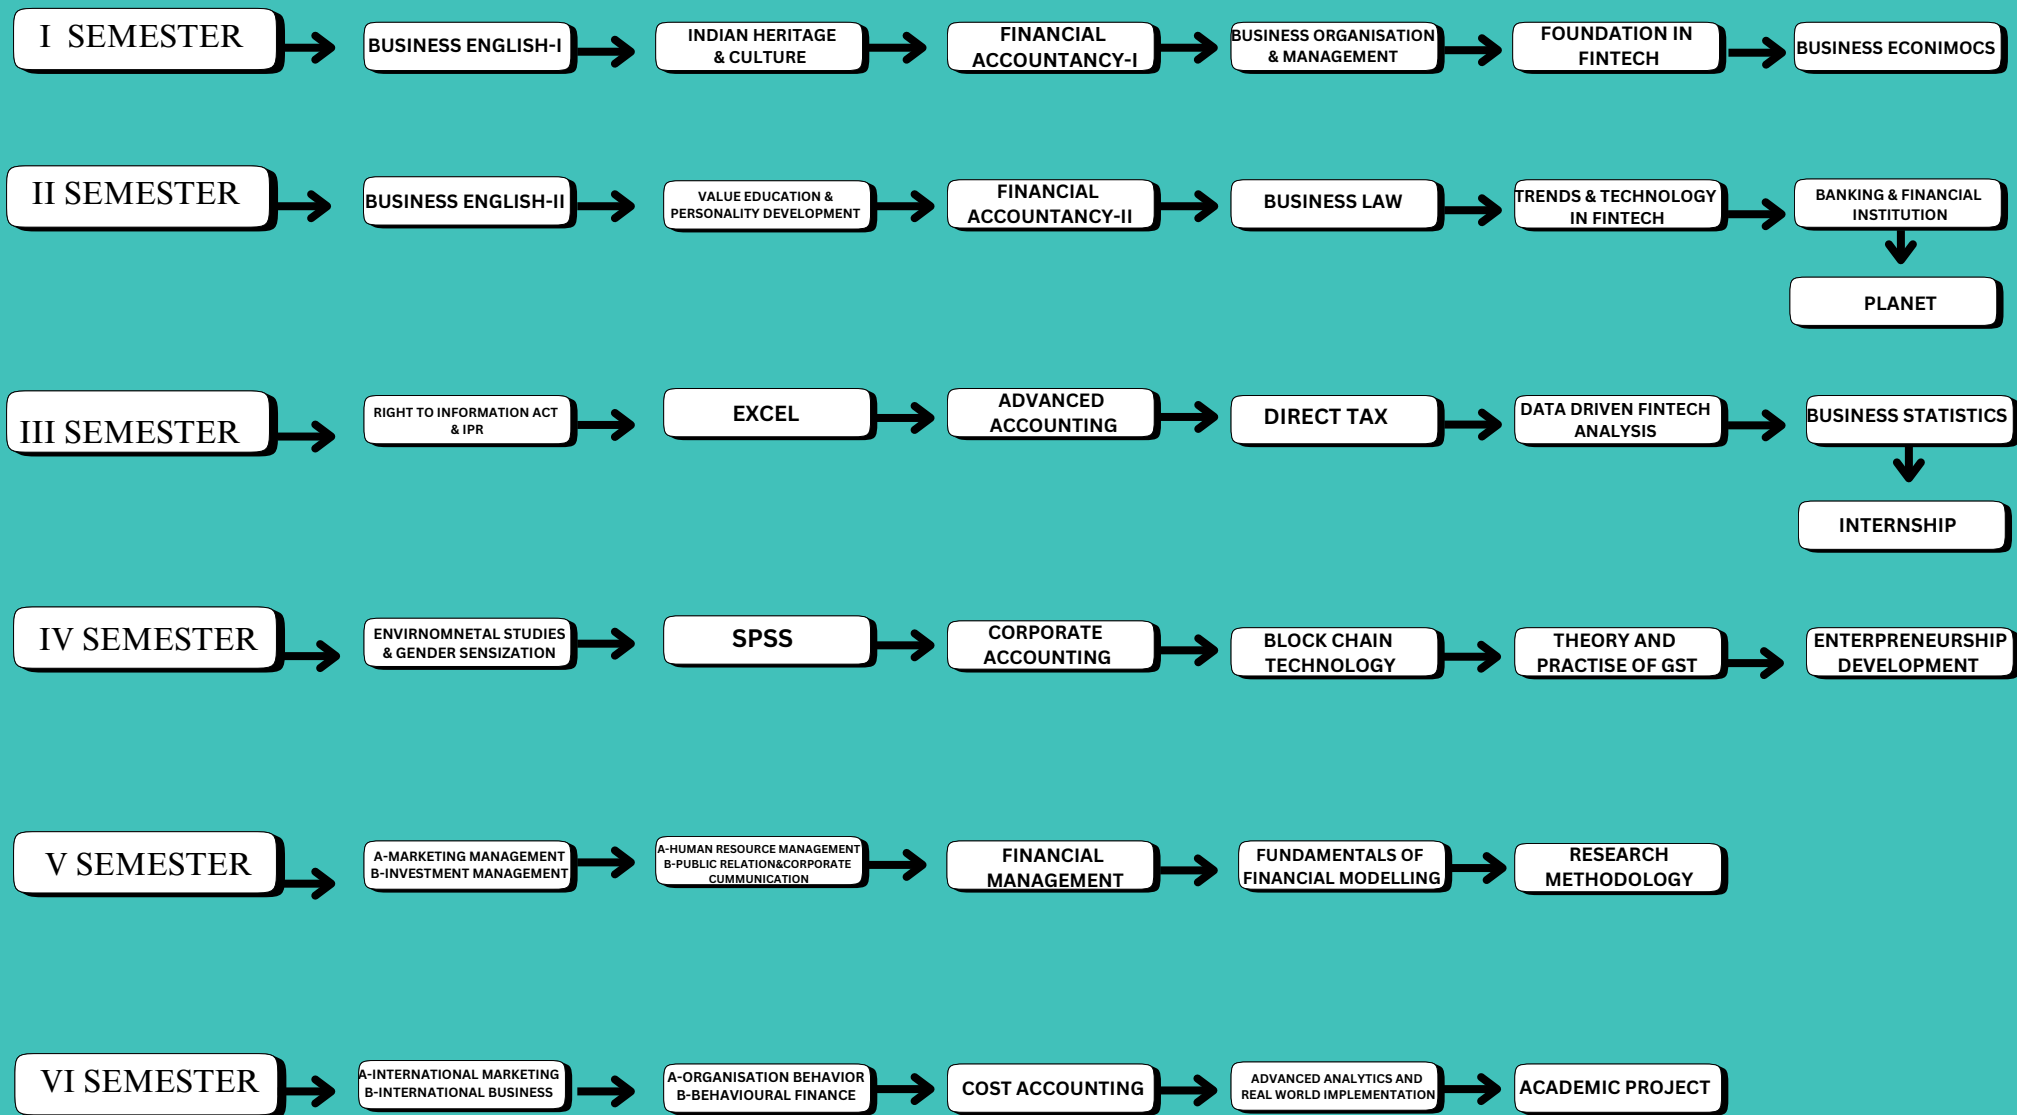 I SEMESTER
BUSINESS ENGLISH-I
INDIAN HERITAGE
& CULTURE
FINANCIAL
ACCOUNTANCY-I
BUSINESS ORGANISATION
& MANAGEMENT
FOUNDATION IN
FINTECH
BUSINESS ECONIMOCS
II SEMESTER
BUSINESS ENGLISH-II
VALUE EDUCATION &
PERSONALITY DEVELOPMENT
FINANCIAL
ACCOUNTANCY-II
BUSINESS LAW
TRENDS & TECHNOLOGY
IN FINTECH
BANKING & FINANCIAL
INSTITUTION
PLANET
III SEMESTER
RIGHT TO INFORMATION ACT
& IPR
EXCEL
ADVANCED
ACCOUNTING
DIRECT TAX
DATA DRIVEN FINTECH
ANALYSIS
BUSINESS STATISTICS
INTERNSHIP
IV SEMESTER
ENVIRNOMNETAL STUDIES
& GENDER SENSIZATION
SPSS
CORPORATE
ACCOUNTING
BLOCK CHAIN
TECHNOLOGY
THEORY AND
PRACTISE OF GST
ENTERPRENEURSHIP
DEVELOPMENT
V SEMESTER
A-MARKETING MANAGEMENT
B-INVESTMENT MANAGEMENT
A-HUMAN RESOURCE MANAGEMENT
B-PUBLIC RELATION&CORPORATE
CUMMUNICATION
FINANCIAL
MANAGEMENT
FUNDAMENTALS OF
FINANCIAL MODELLING
RESEARCH
METHODOLOGY
VI SEMESTER
A-INTERNATIONAL MARKETING
B-INTERNATIONAL BUSINESS
A-ORGANISATION BEHAVIOR
B-BEHAVIOURAL FINANCE
COST ACCOUNTING
ADVANCED ANALYTICS AND
REAL WORLD IMPLEMENTATION
ACADEMIC PROJECT